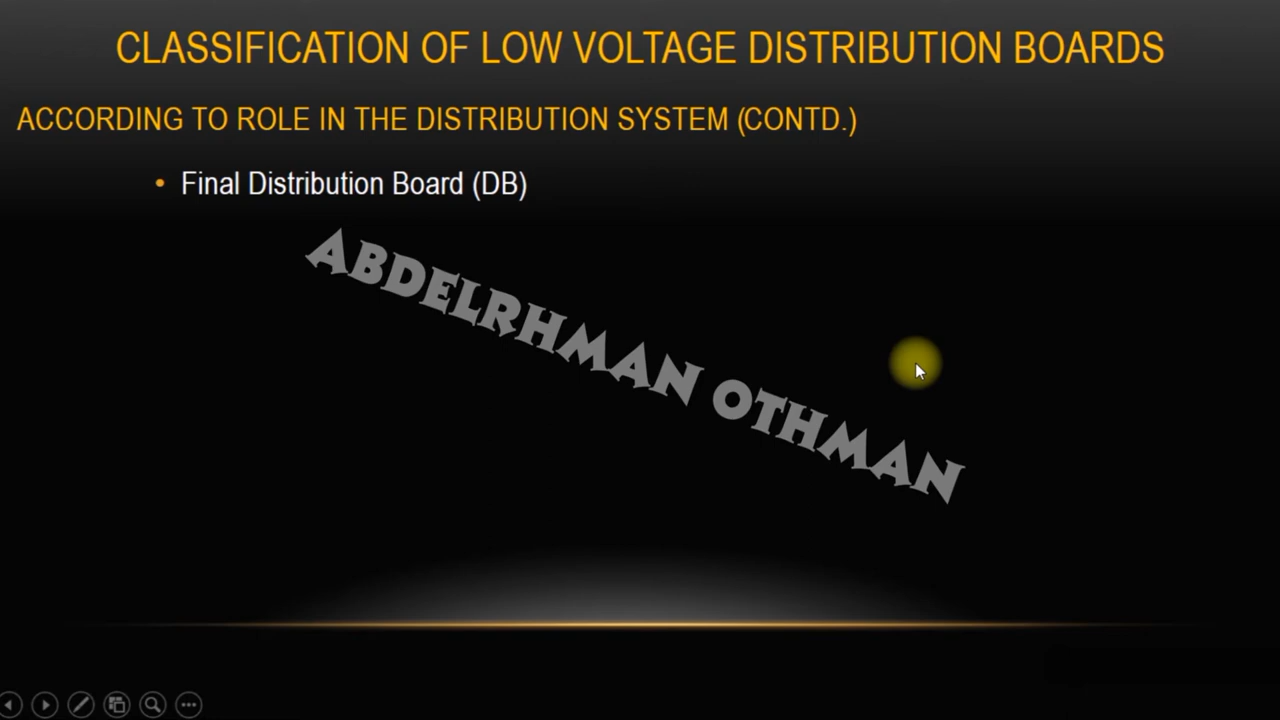 CLASSIFICATION OF LOW VOLTAGE DISTRIBUTION BOARDS
ACCORDING TO ROLE IN THE DISTRIBUTION SYSTEM (CONTD.)
• Final Distribution Board (DB)
ABDELRHMAN OTHMAN